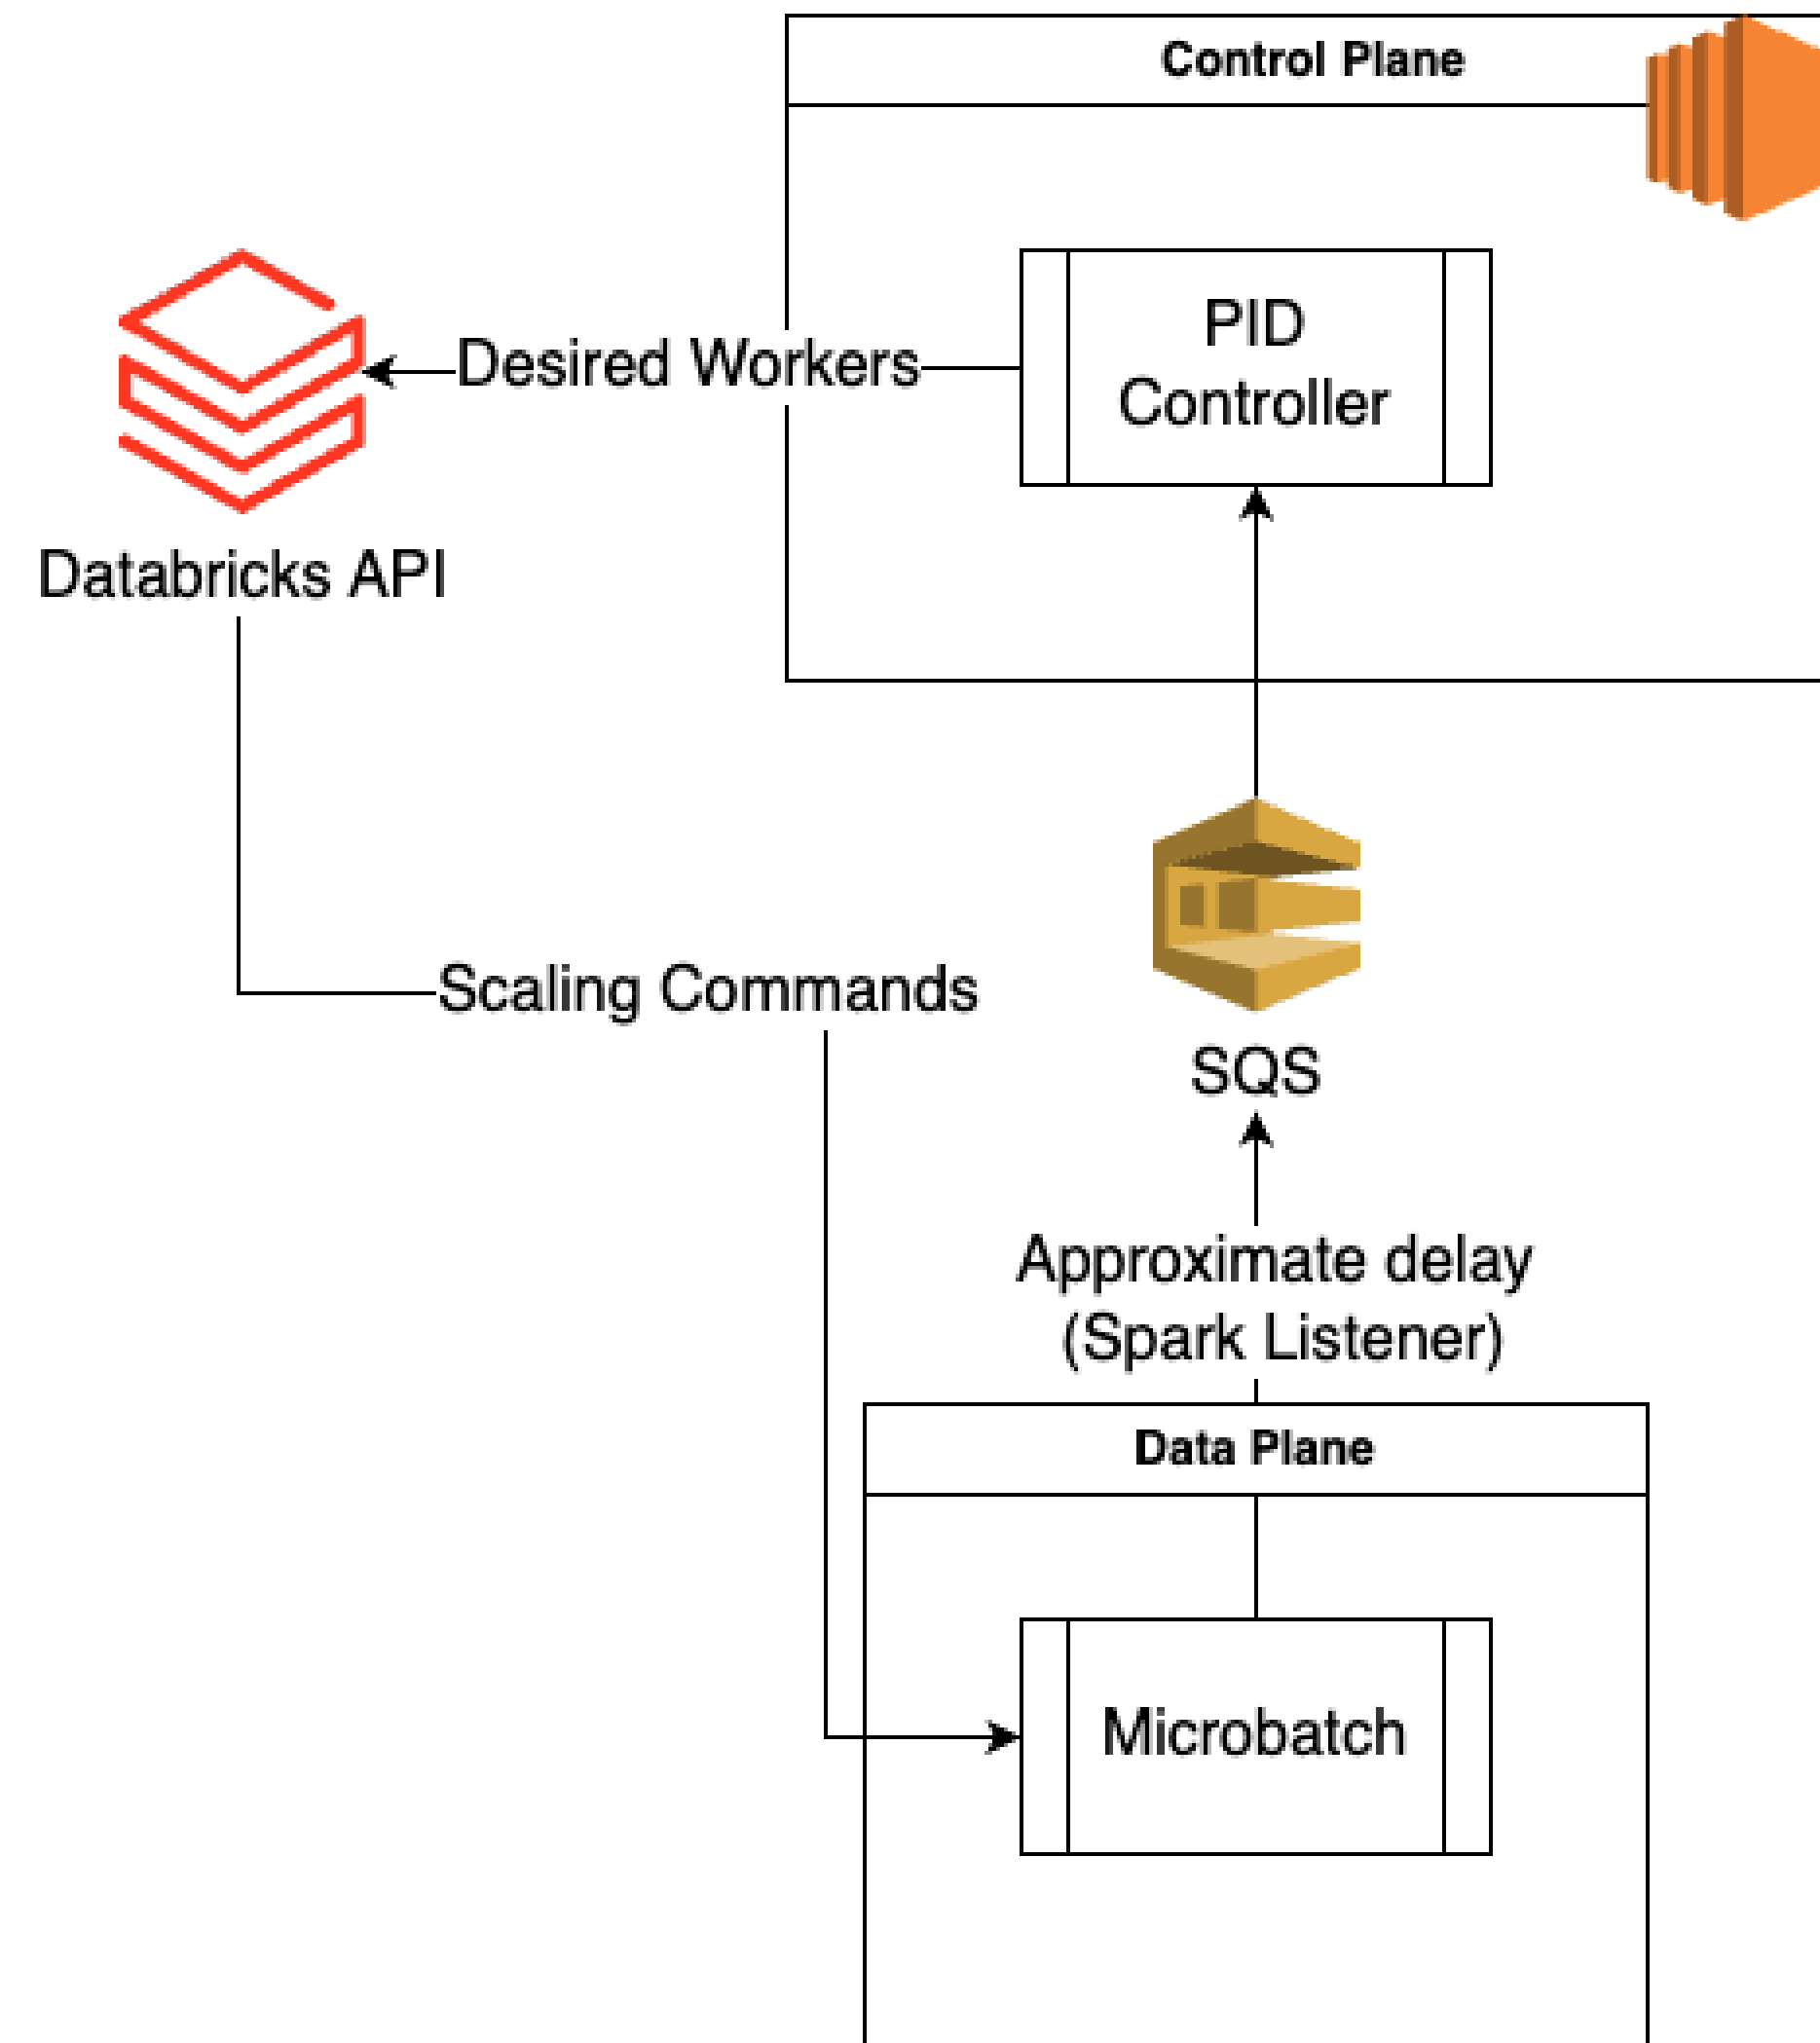 Control Plane
PID
Controller
Desired Workers
Databricks API
Scaling Commands
SQS
Approximate delay
(Spark Listener)
Data Plane
Microbatch